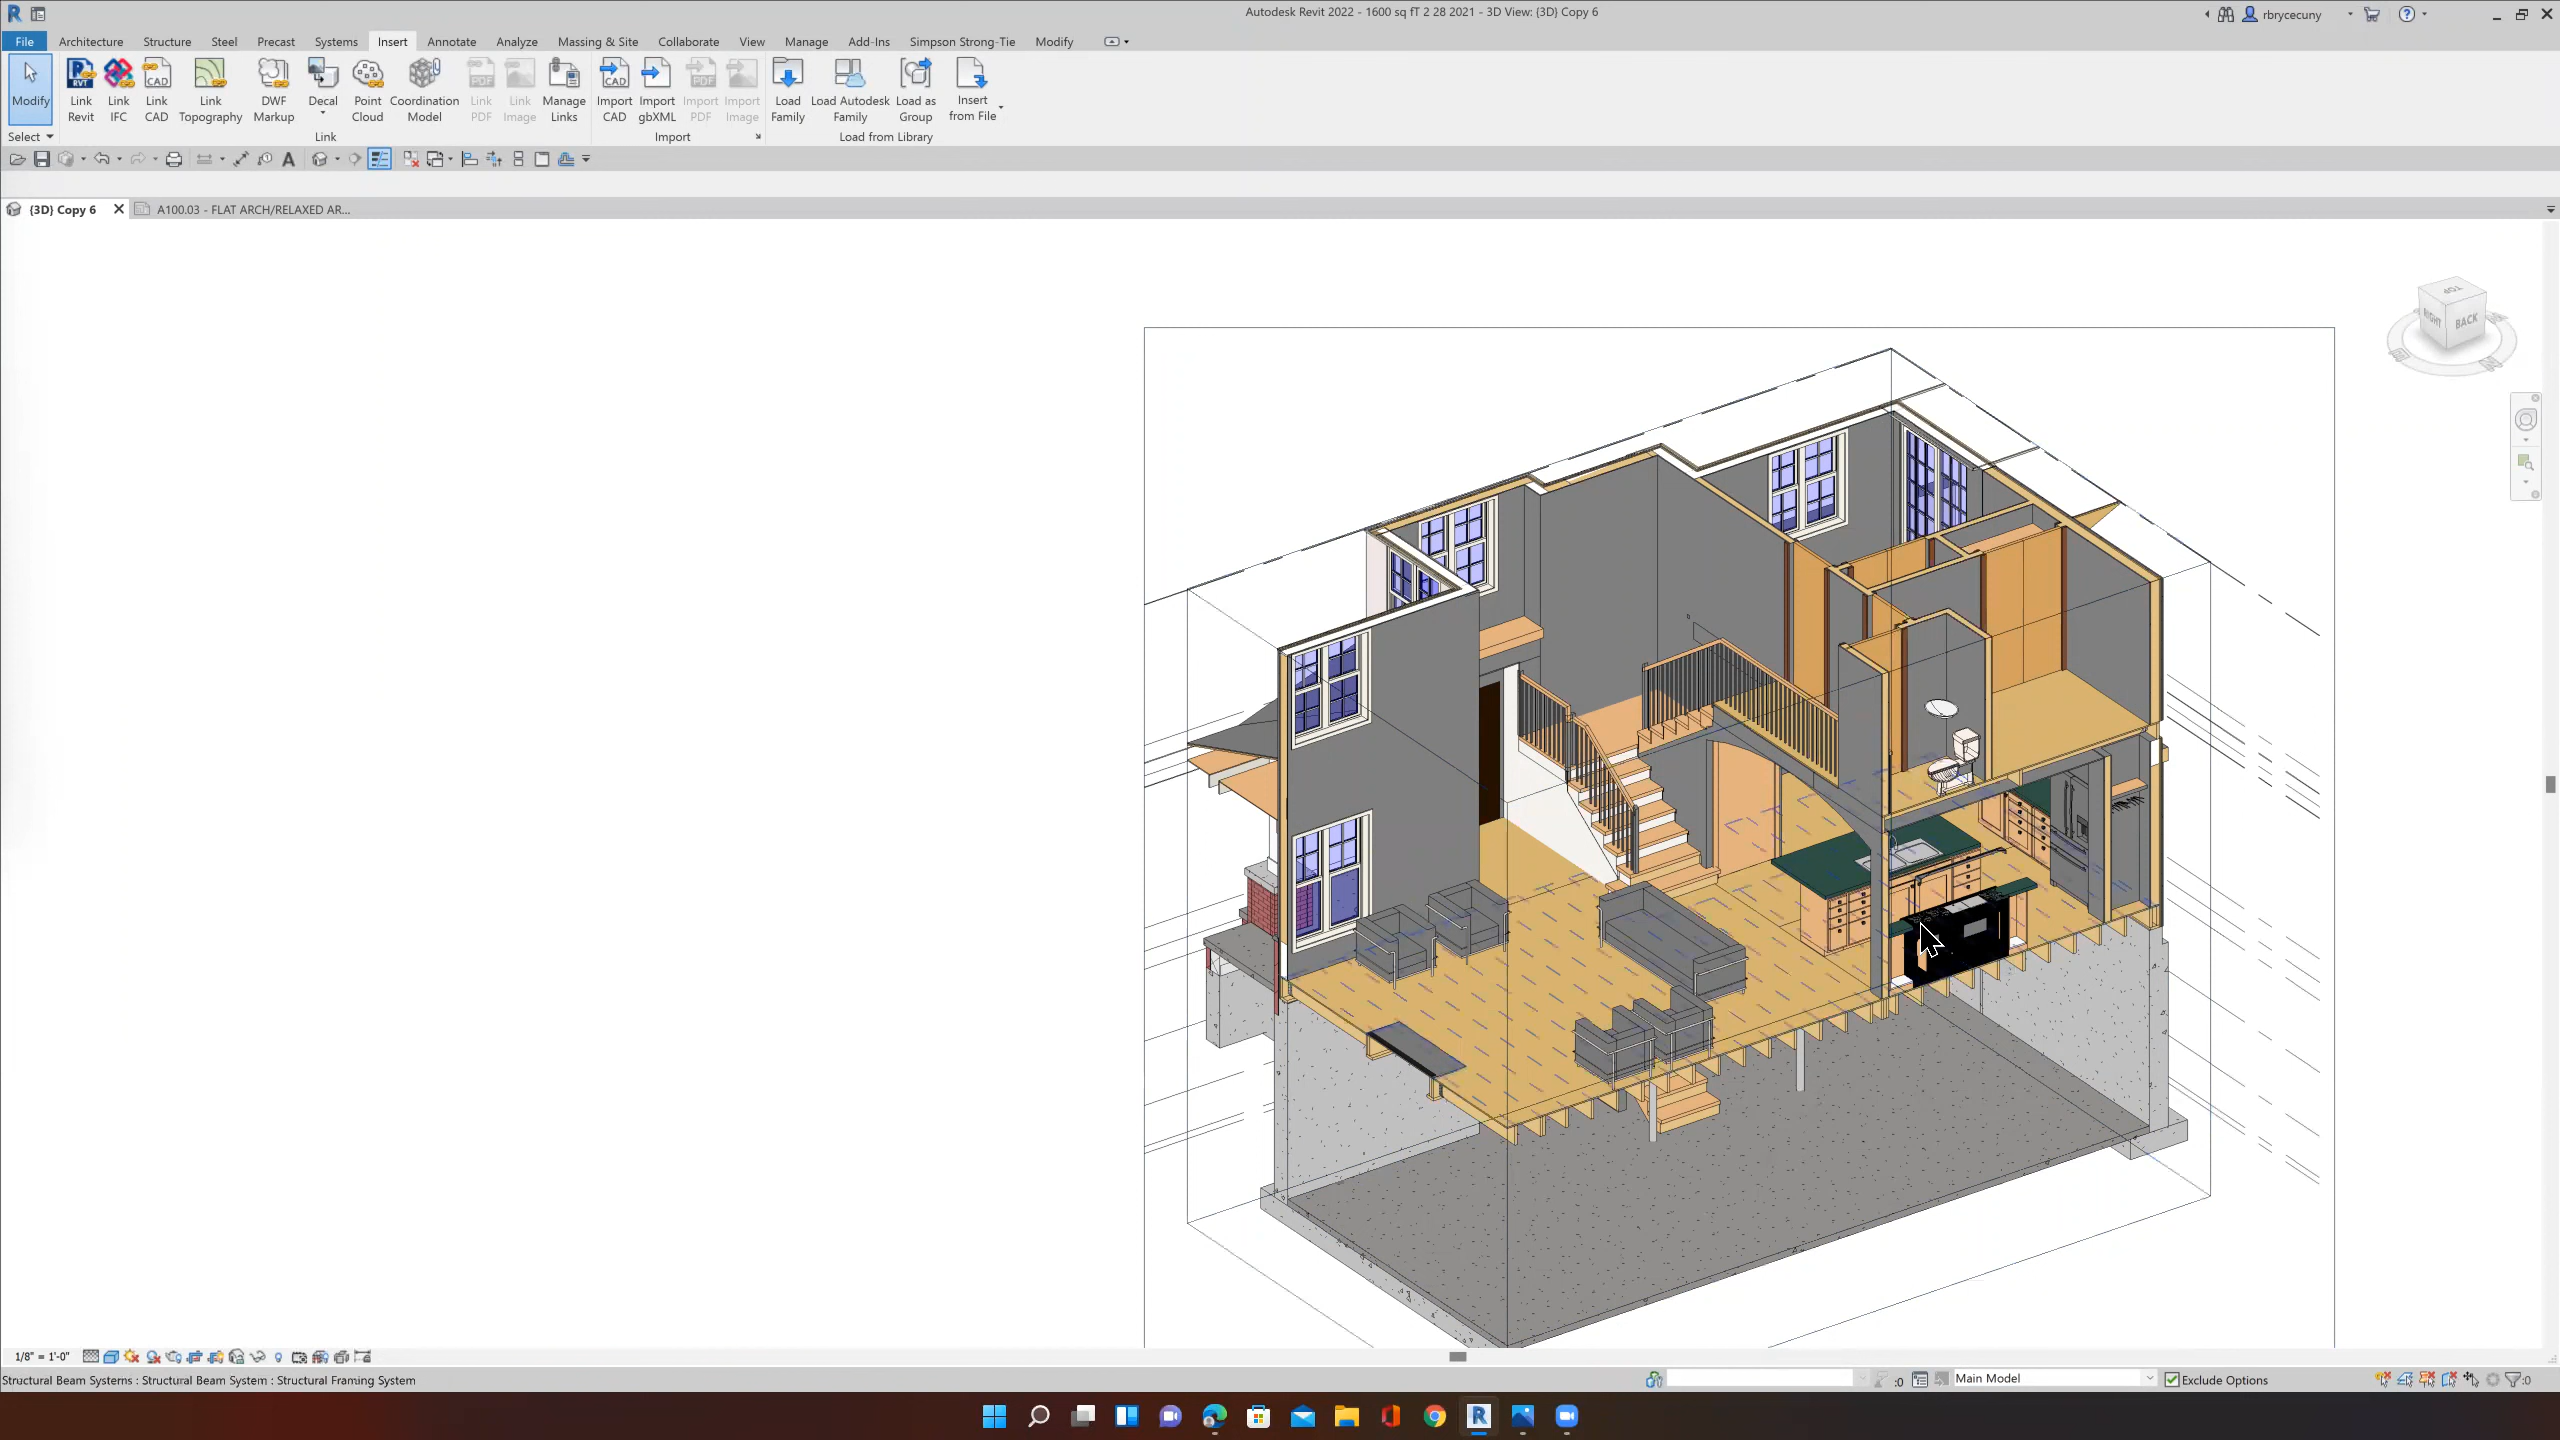 Autodesk Revit 2022 - 1600 sq fT 2 28 2021 - 3D View: {3D} Copy 6
rbrycecuny
File Architecture Structure Steel Precast Systems Insert Annotate Analyze Massing & Site Collaborate View Manage Add-Ins Simpson Strong-Tie Modify
Modify
Link Revit
Link IFC
Link CAD
Link Topography
DWF Markup
Decal
Point Cloud
Coordination Model
Link PDF
Link Image
Manage Links
Import CAD
Import gbXML
Import PDF
Import Image
Load Family
Load Autodesk Family
Load as Group
Insert from File
Select Link Import Load from Library
{3D} Copy 6 A100.03 - FLAT ARCH/RELAXED AR...
TOP
RIGHT BACK
1/8" = 1'-0"
Structural Beam Systems : Structural Beam System : Structural Framing System
:0 Main Model Exclude Options :0